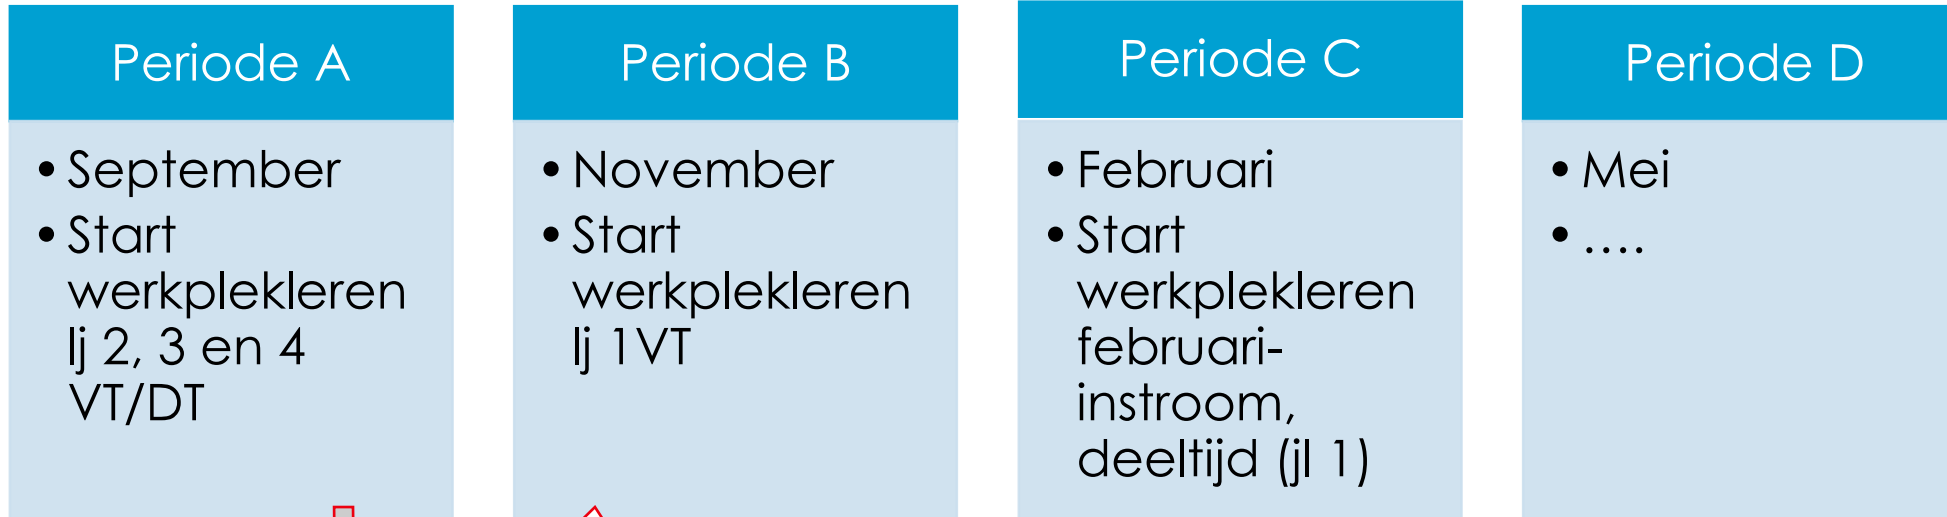 Periode A
• September
• Start
werkplekleren
lj 2, 3 en 4
VT/DT
Periode B
• November
• Start
werkplekleren
lj 1VT
Periode C
• Februari
• Start
werkplekleren
februari-
instroom,
deeltijd (jl 1)
Periode D
• Mei
• ....